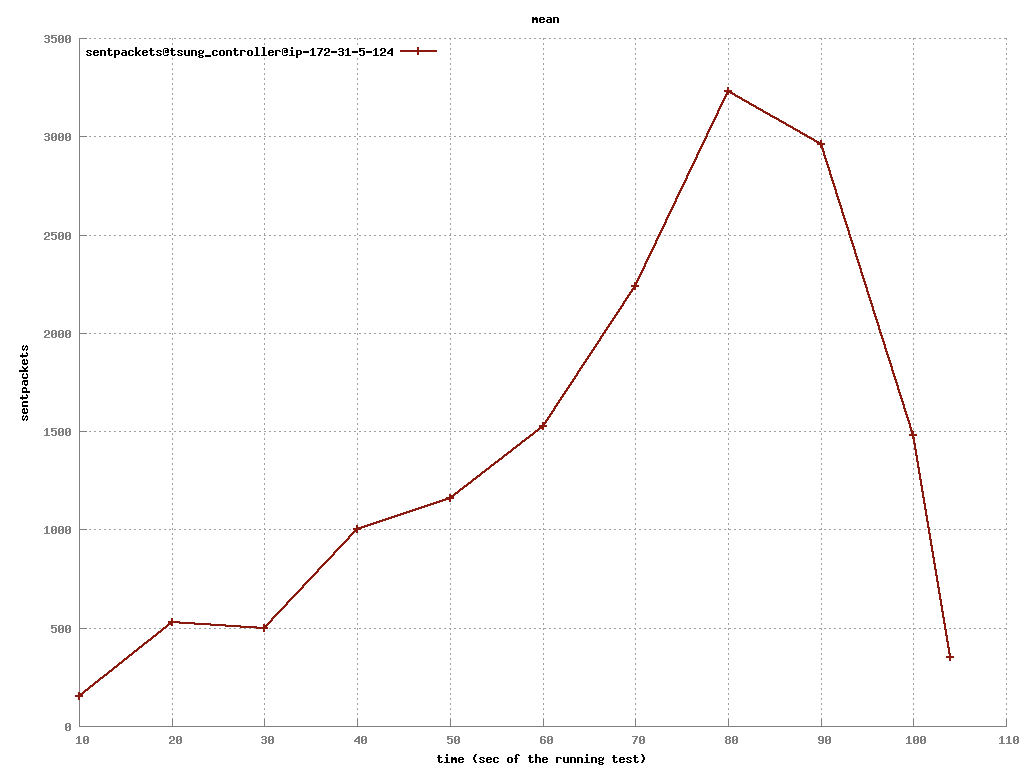 mean
sentpackets@tsung_controller@ip-172-31-5-124
3500
3000
2500
2000
1500
1000
500
0
sentpackets
10 20 30 40 50 60 70 80 90 100 110
time (sec of the running test)